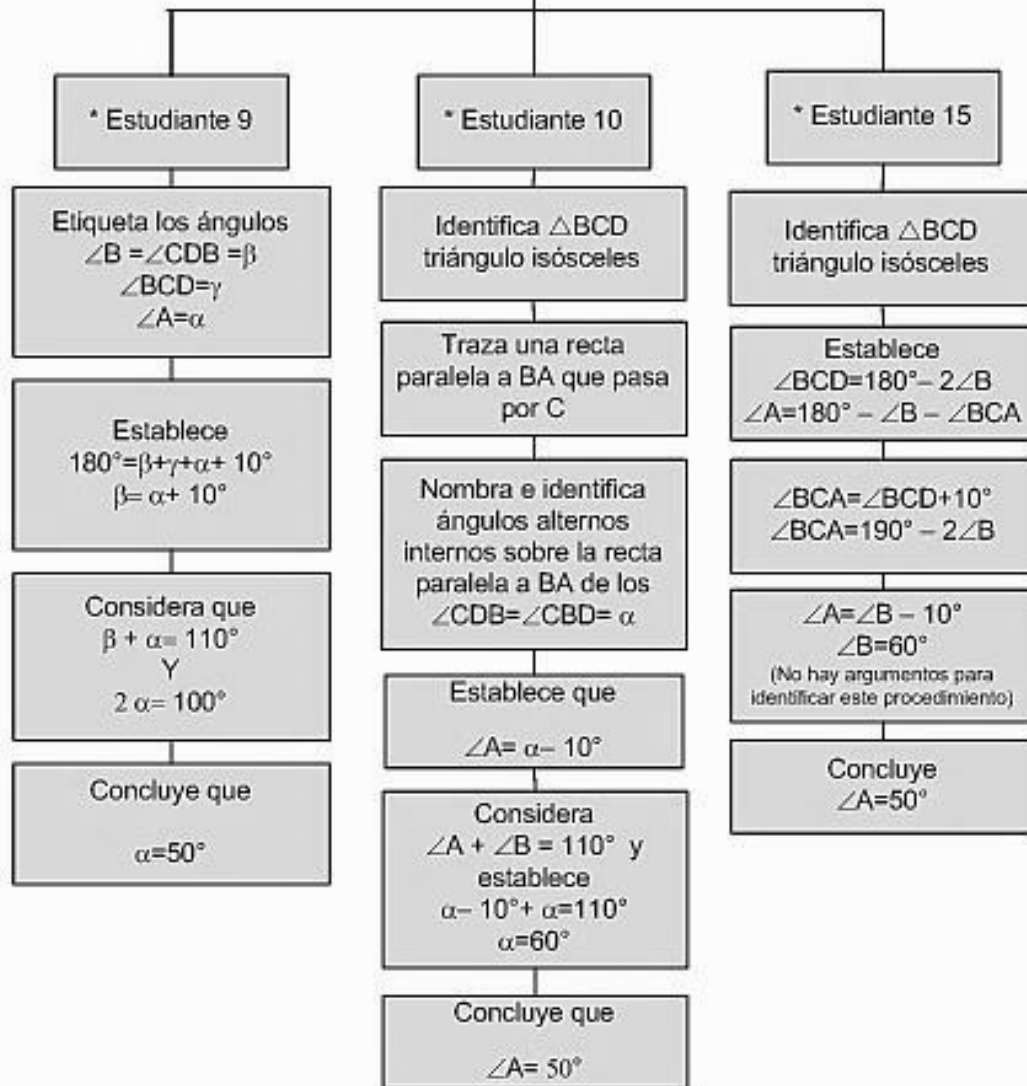 * Estudiante 9
Etiqueta los ángulos
∠B =∠CDB =β
∠BCD=γ
∠A=α
Establece
180°=β+γ+α+ 10°
β= α+ 10°
Considera que
β + α= 110°
Y
2 α= 100°
Concluye que
α=50°
* Estudiante 10
Identifica △BCD
triángulo isósceles
Traza una recta
paralela a BA que pasa
por C
Nombra e identifica
ángulos alternos
internos sobre la recta
paralela a BA de los
∠CDB=∠CBD= α
Establece que
∠A= α– 10°
Considera
∠A + ∠B = 110° y
establece
α– 10°+ α=110°
α=60°
Concluye que
∠A= 50°
* Estudiante 15
Identifica △BCD
triángulo isósceles
Establece
∠BCD=180°– 2∠B
∠A=180° – ∠B – ∠BCA
∠BCA=∠BCD+10°
∠BCA=190° – 2∠B
∠A=∠B – 10°
∠B=60°
(No hay argumentos para
identificar este procedimiento)
Concluye
∠A=50°